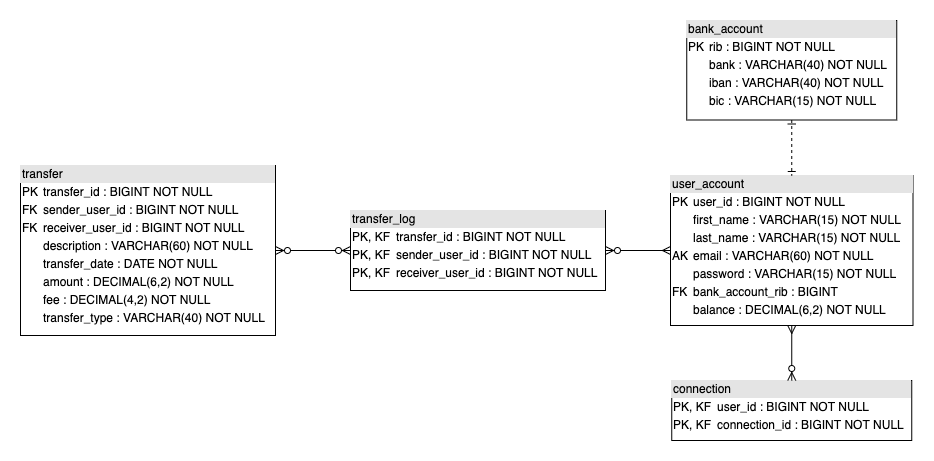 bank_account
PK rib : BIGINT NOT NULL
bank : VARCHAR(40) NOT NULL
iban : VARCHAR(40) NOT NULL
bic : VARCHAR(15) NOT NULL
transfer
PK transfer_id : BIGINT NOT NULL
FK sender_user_id : BIGINT NOT NULL
FK receiver_user_id : BIGINT NOT NULL
description : VARCHAR(60) NOT NULL
transfer_date : DATE NOT NULL
amount : DECIMAL(6,2) NOT NULL
fee : DECIMAL(4,2) NOT NULL
transfer_type : VARCHAR(40) NOT NULL
transfer_log
PK, KF transfer_id : BIGINT NOT NULL
PK, KF sender_user_id : BIGINT NOT NULL
PK, KF receiver_user_id : BIGINT NOT NULL
user_account
PK user_id : BIGINT NOT NULL
first_name : VARCHAR(15) NOT NULL
last_name : VARCHAR(15) NOT NULL
AK email : VARCHAR(60) NOT NULL
password : VARCHAR(15) NOT NULL
FK bank_account_rib : BIGINT
balance : DECIMAL(6,2) NOT NULL
connection
PK, KF user_id : BIGINT NOT NULL
PK, KF connection_id : BIGINT NOT NULL